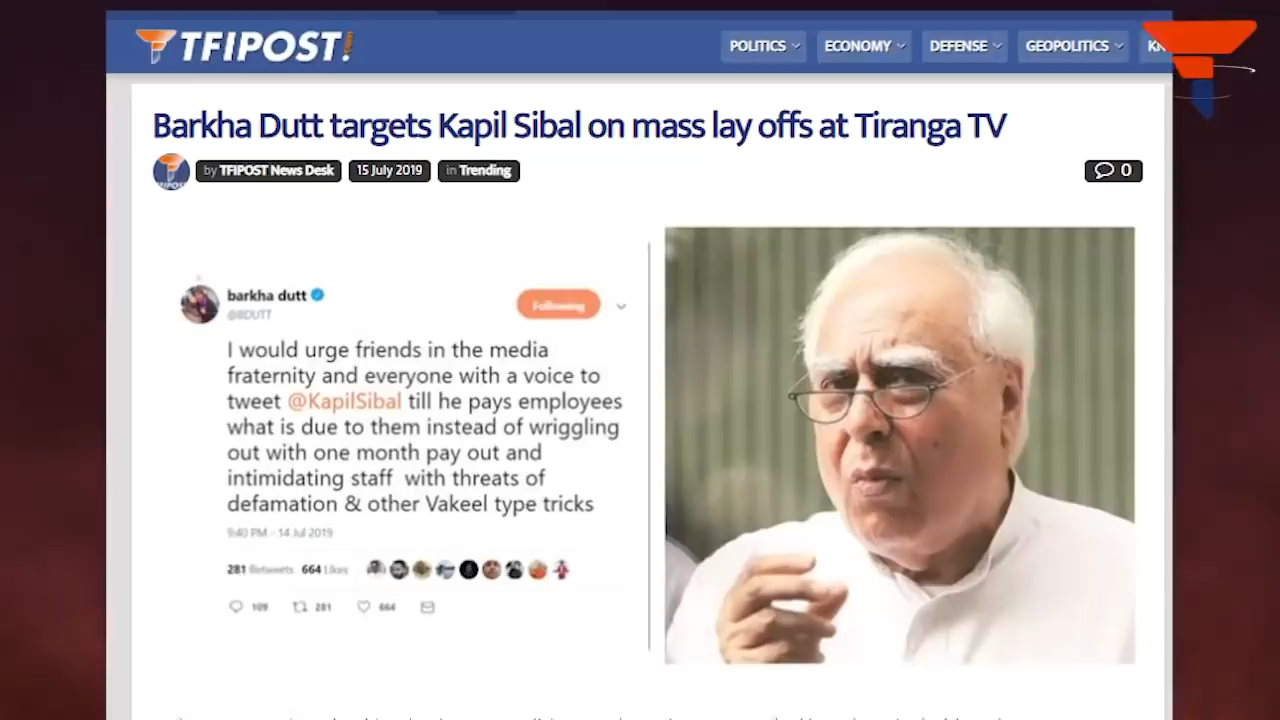 TFIPOST!
POLITICS
ECONOMY
DEFENSE
GEOPOLITICS
Barkha Dutt targets Kapil Sibal on mass lay offs at Tiranga TV
by TFIPOST News Desk
15 July 2019
in Trending
0
barkha dutt
@BDUTT
Following
I would urge friends in the media
fraternity and everyone with a voice to
tweet @KapilSibal till he pays employees
what is due to them instead of wriggling
out with one month pay out and
intimidating staff with threats of
defamation & other Vakeel type tricks
9:40 PM - 14 Jul 2019
281 Retweets 664 Likes
109 281 664